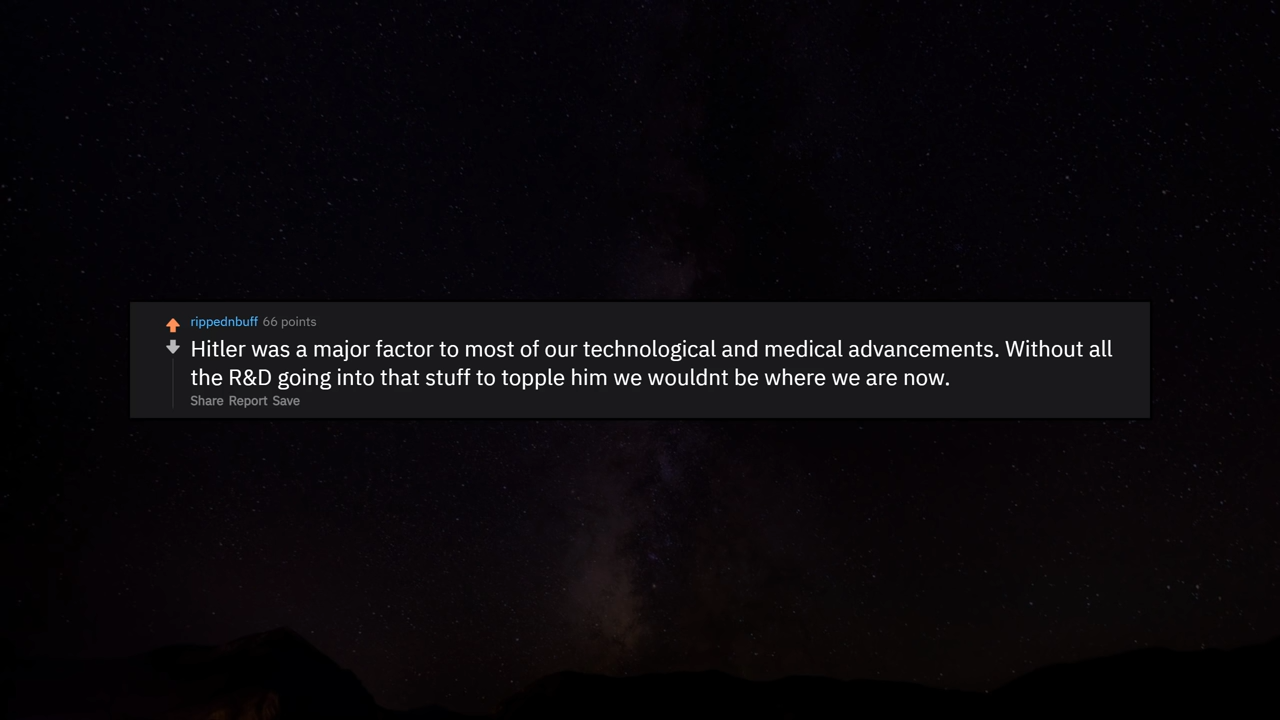 rippednbuff 66 points
Hitler was a major factor to most of our technological and medical advancements. Without all
the R&D going into that stuff to topple him we wouldnt be where we are now.
Share Report Save